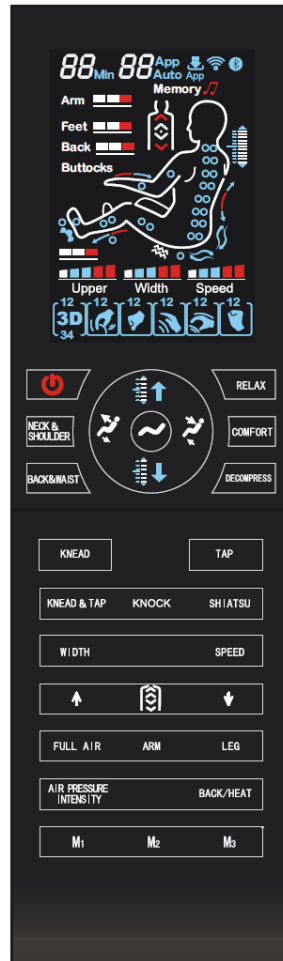 88 Min 88 App
Auto App
Memory
Arm
Feet
Back
Buttocks
Upper Width Speed
12 12 12 12 12 12
3D
34
RELAX
NECK &
SHOULDER
COMFORT
BACK&WAIST
DECOMPRESS
KNEAD TAP
KNEAD & TAP KNOCK SHIATSU
WIDTH SPEED
FULL AIR ARM LEG
AIR PRESSURE
INTENSITY
BACK/HEAT
M1 M2 M3